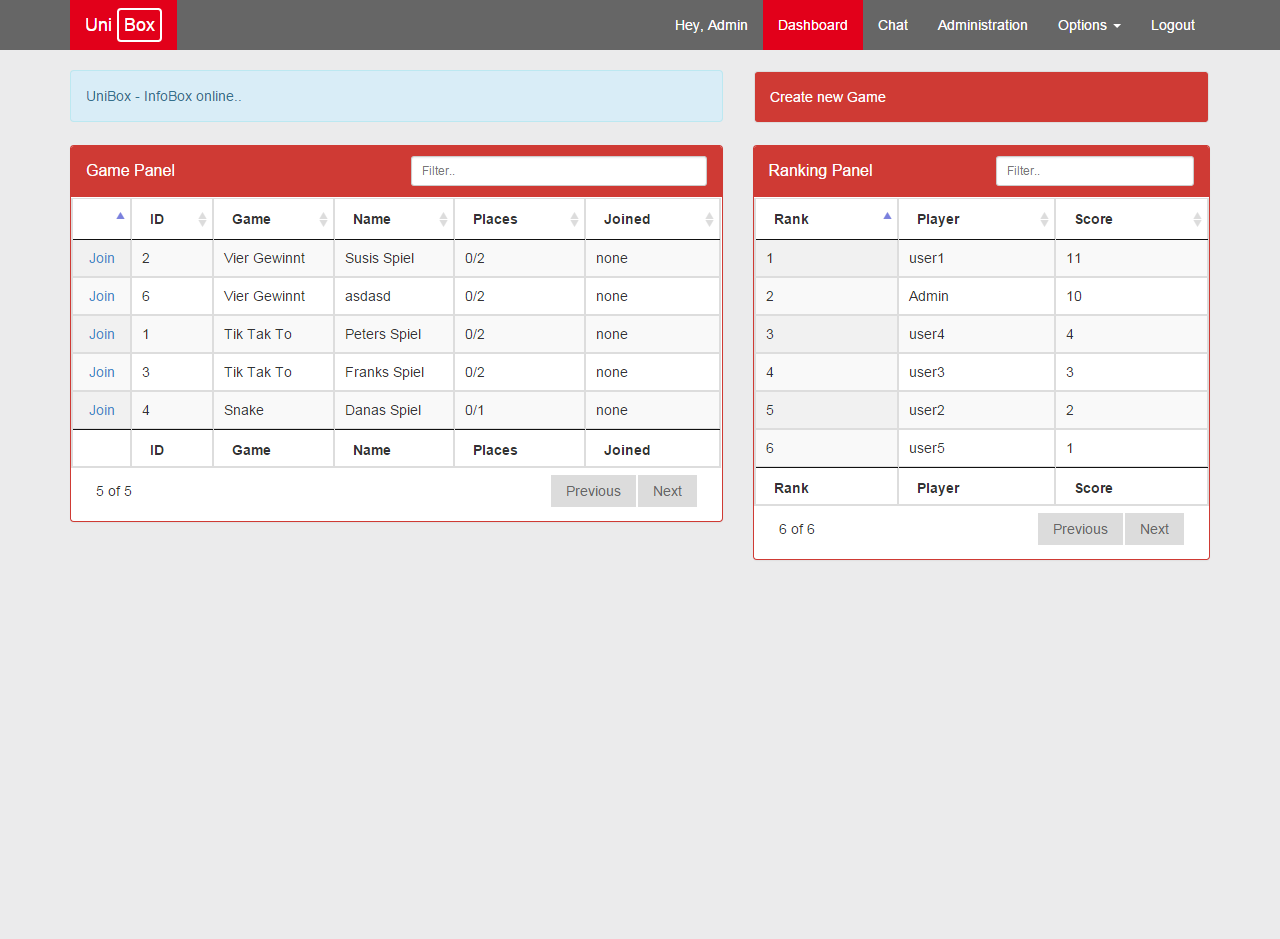 Uni Box Hey, Admin Dashboard Chat Administration Options Logout
UniBox - InfoBox online..
Create new Game
Game Panel Filter..
ID Game Name Places Joined
Join 2 Vier Gewinnt Susis Spiel 0/2 none
Join 6 Vier Gewinnt asdasd 0/2 none
Join 1 Tik Tak To Peters Spiel 0/2 none
Join 3 Tik Tak To Franks Spiel 0/2 none
Join 4 Snake Danas Spiel 0/1 none
ID Game Name Places Joined
5 of 5 Previous Next
Ranking Panel Filter..
Rank Player Score
1 user1 11
2 Admin 10
3 user4 4
4 user3 3
5 user2 2
6 user5 1
Rank Player Score
6 of 6 Previous Next